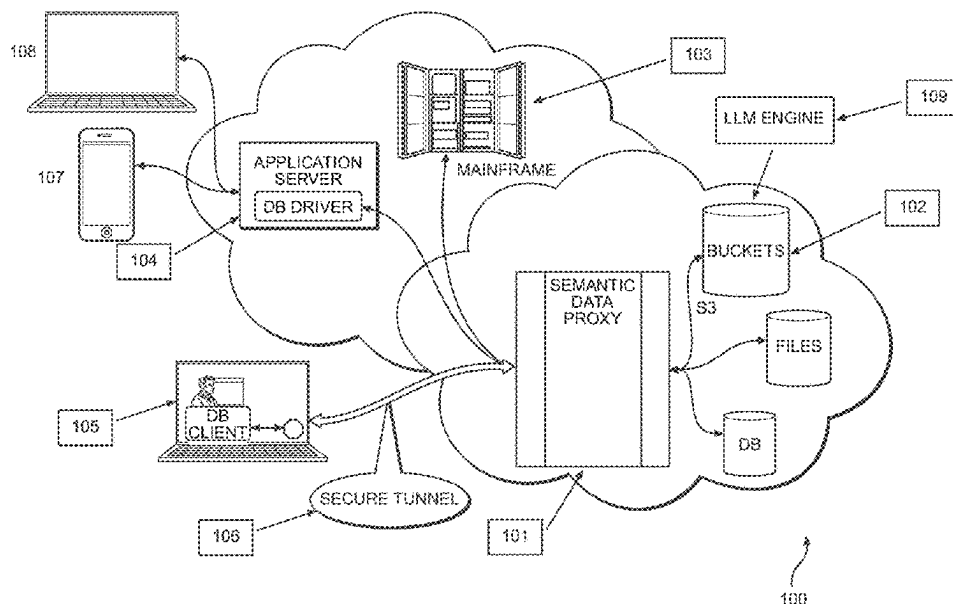 108
103
109
LLM ENGINE
APPLICATION
SERVER
DB DRIVER
MAINFRAME
107
104
102
BUCKETS
SEMANTIC
DATA
PROXY
S3
FILES
105
DB
CLIENT
DB
SECURE TUNNEL
106
101
100